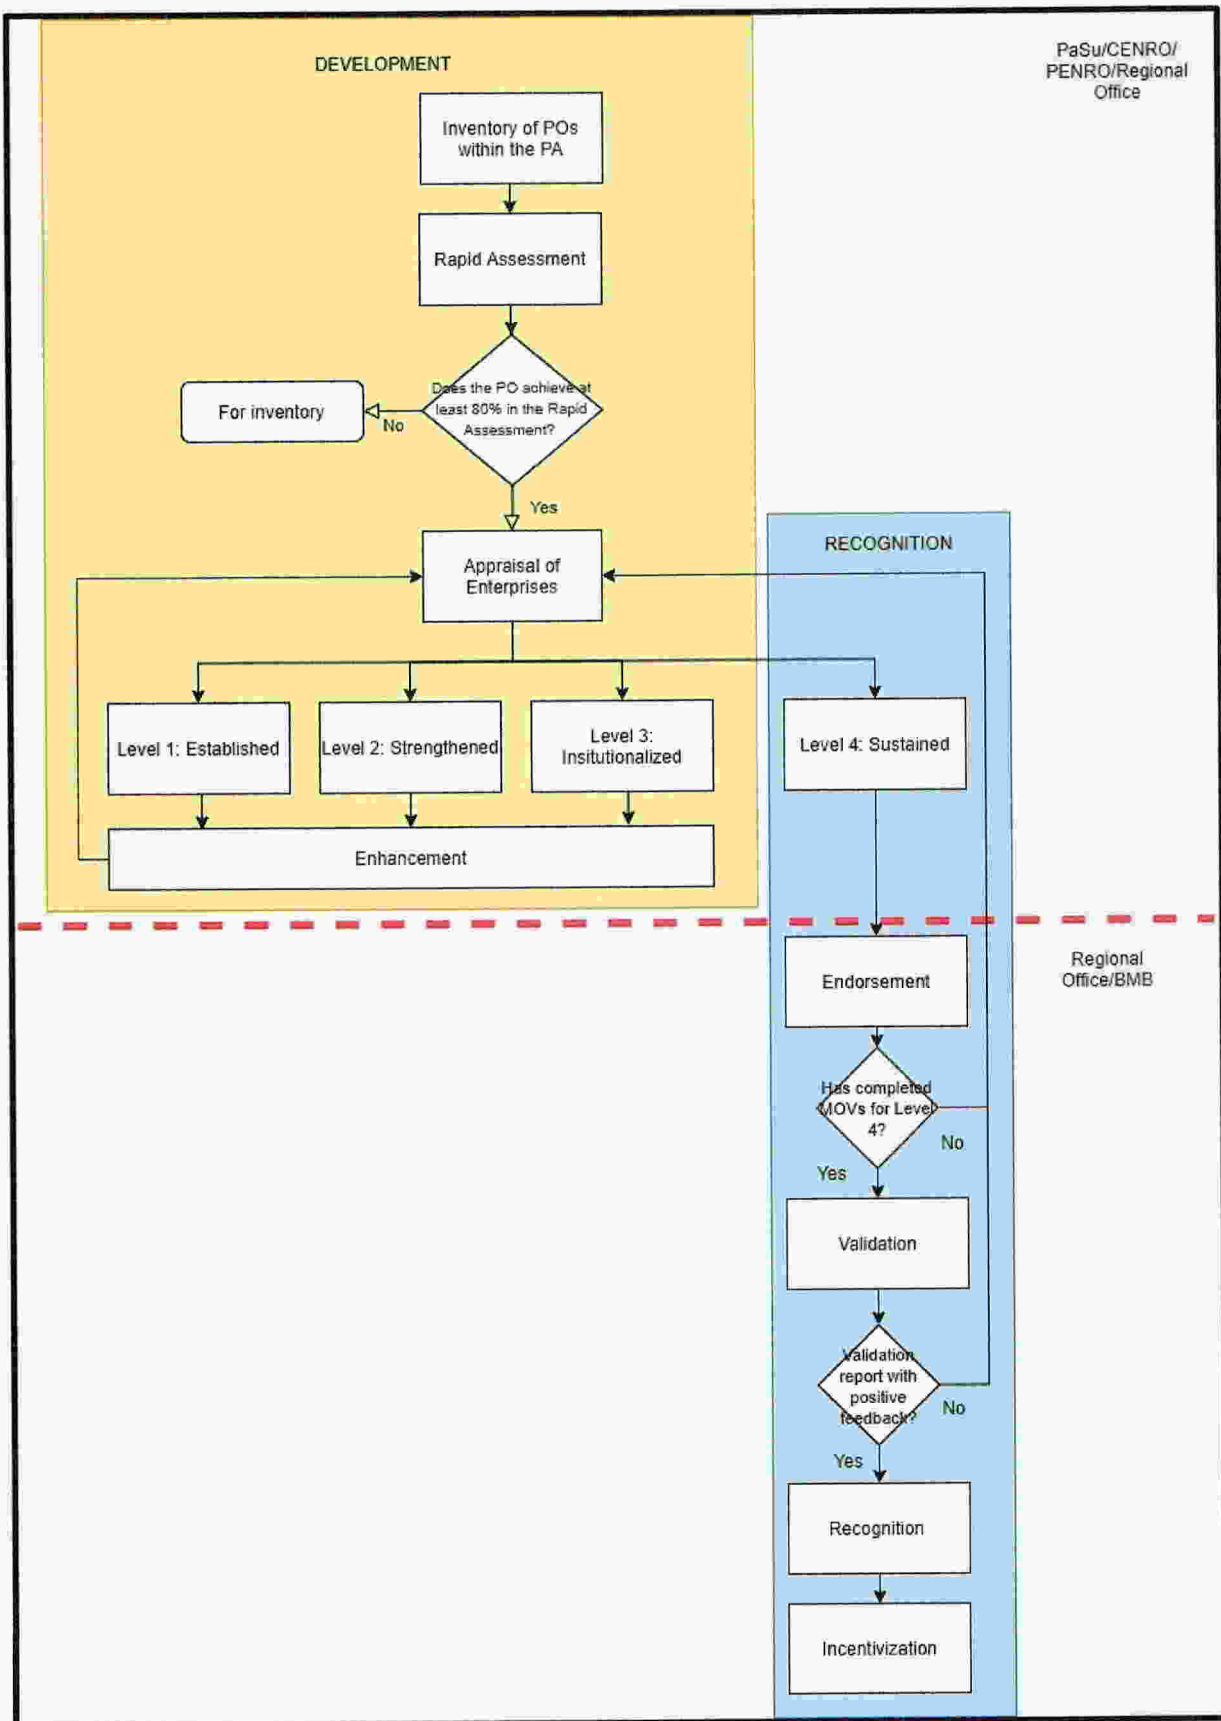 DEVELOPMENT
PaSu/CENRO/
PENRO/Regional
Office
Inventory of POs
within the PA
Rapid Assessment
Does the PO achieve at
least 80% in the Rapid
Assessment?
For inventory
No
Yes
Appraisal of
Enterprises
RECOGNITION
Level 1: Established
Level 2: Strengthened
Level 3:
Insitutionalized
Level 4: Sustained
Enhancement
Endorsement
Regional
Office/BMB
Has completed
MOVs for Level
4?
No
Yes
Validation
Validation
report with
positive
feedback?
No
Yes
Recognition
Incentivization